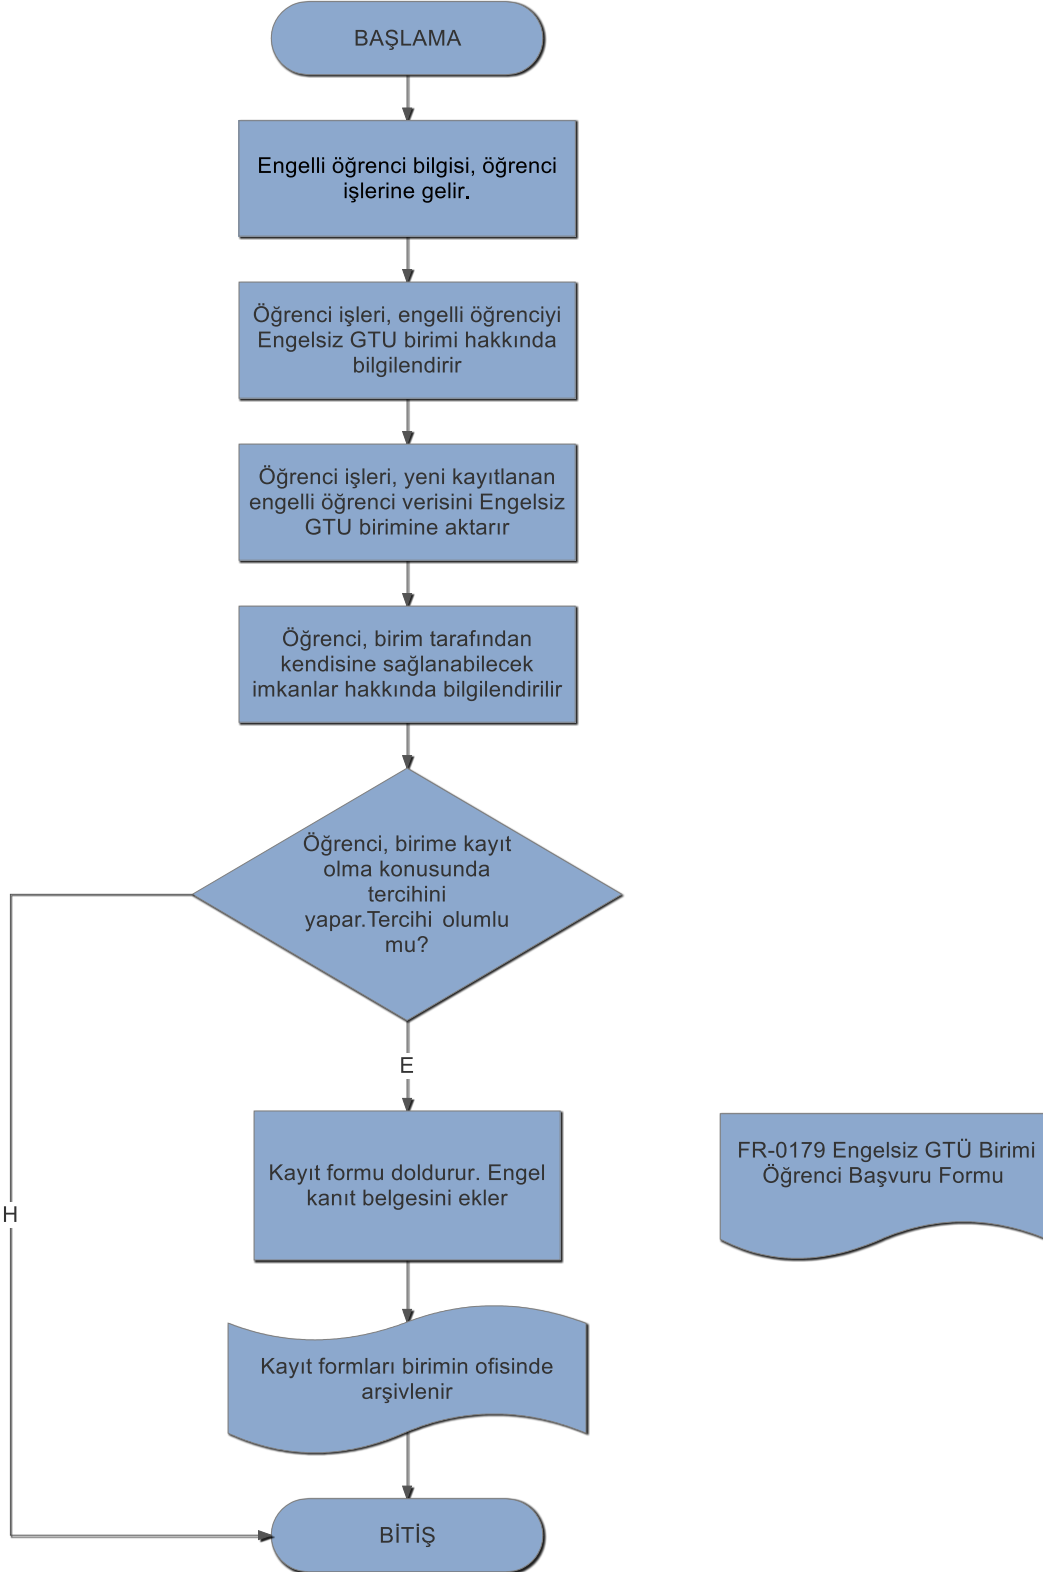 BAŞLAMA
Engelli öğrenci bilgisi, öğrenci
işlerine gelir.
Öğrenci işleri, engelli öğrenciyi
Engelsiz GTU birimi hakkında
bilgilendirir
Öğrenci işleri, yeni kayıtlanan
engelli öğrenci verisini Engelsiz
GTU birimine aktarır
Öğrenci, birim tarafından
kendisine sağlanabilecek
imkanlar hakkında bilgilendirilir
Öğrenci, birime kayıt
olma konusunda
tercihini
yapar.Tercihi olumlu
mu?
E
Kayıt formu doldurur. Engel
kanıt belgesini ekler
FR-0179 Engelsiz GTÜ Birimi
Öğrenci Başvuru Formu
H
Kayıt formları birimin ofisinde
arşivlenir
BİTİŞ